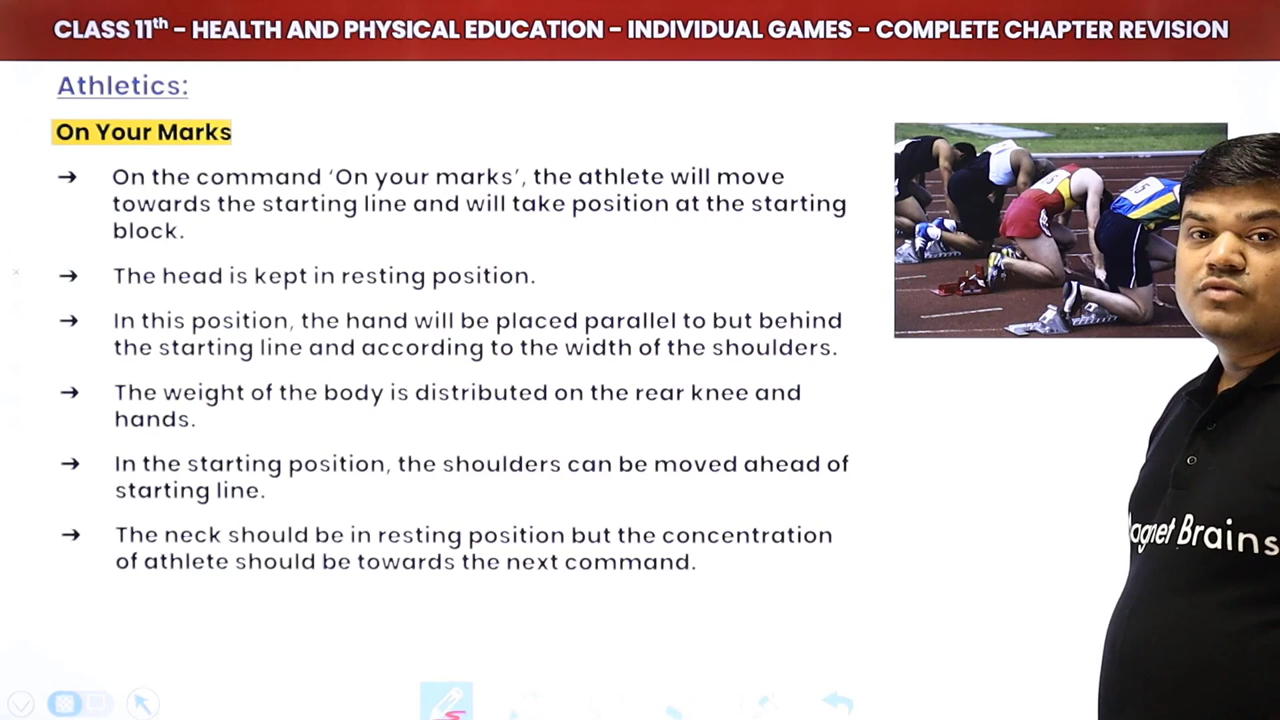 CLASS 11th – HEALTH AND PHYSICAL EDUCATION – INDIVIDUAL GAMES – COMPLETE CHAPTER REVISION
Athletics:
On Your Marks
→ On the command ‘On your marks’, the athlete will move
towards the starting line and will take position at the starting
block.
→ The head is kept in resting position.
→ In this position, the hand will be placed parallel to but behind
the starting line and according to the width of the shoulders.
→ The weight of the body is distributed on the rear knee and
hands.
→ In the starting position, the shoulders can be moved ahead of
starting line.
→ The neck should be in resting position but the concentration
of athlete should be towards the next command.
Brains